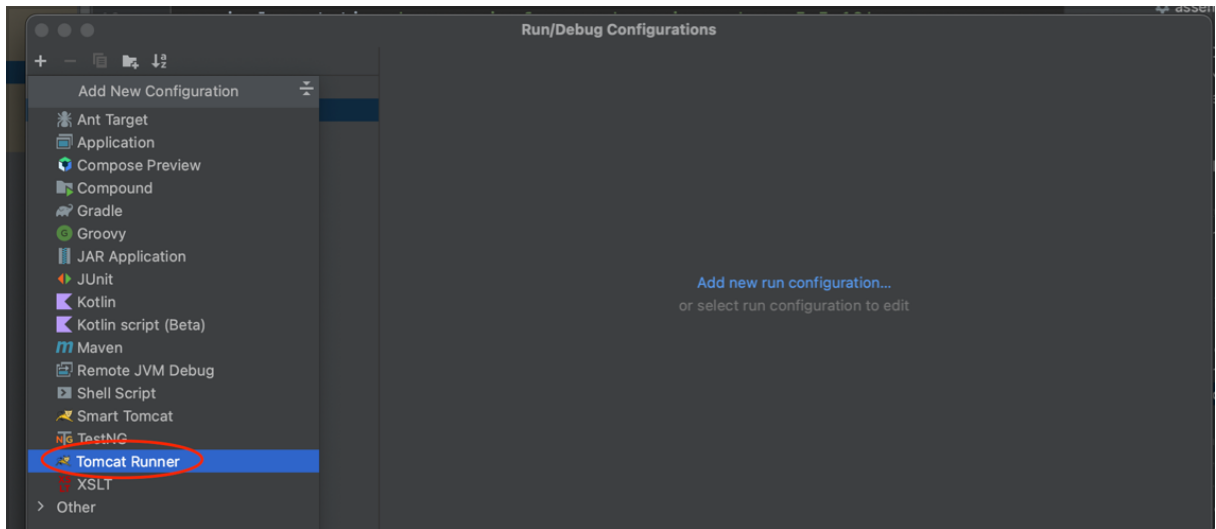 assem
Run/Debug Configurations
Add New Configuration
Ant Target
Application
Compose Preview
Compound
Gradle
Groovy
JAR Application
JUnit
Kotlin
Kotlin script (Beta)
Maven
Remote JVM Debug
Shell Script
Smart Tomcat
TestNG
Tomcat Runner
XSLT
Other
Add new run configuration...
or select run configuration to edit